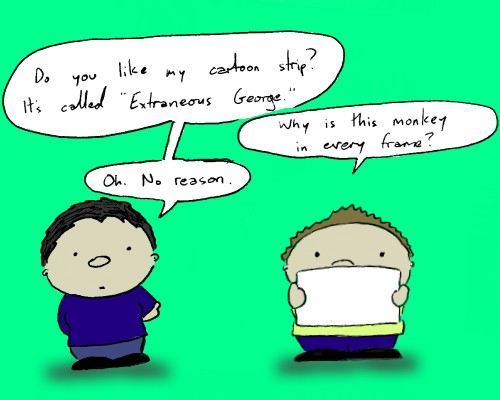 Do you like my cartoon strip?
It's called "Extraneous George."
Why is this monkey
in every frame?
Oh. No reason.